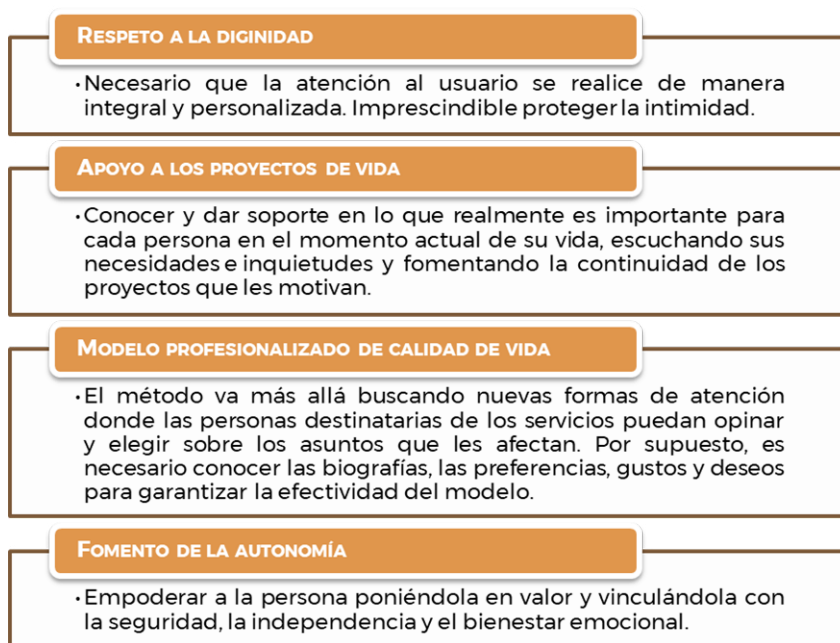 RESPETO A LA DIGINIDAD
·Necesario que la atención al usuario se realice de manera
integral y personalizada. Imprescindible proteger la intimidad.
APOYO A LOS PROYECTOS DE VIDA
·Conocer y dar soporte en lo que realmente es importante para
cada persona en el momento actual de su vida, escuchando sus
necesidades e inquietudes y fomentando la continuidad de los
proyectos que les motivan.
MODELO PROFESIONALIZADO DE CALIDAD DE VIDA
·El método va más allá buscando nuevas formas de atención
donde las personas destinatarias de los servicios puedan opinar
y elegir sobre los asuntos que les afectan. Por supuesto, es
necesario conocer las biografías, las preferencias, gustos y deseos
para garantizar la efectividad del modelo.
FOMENTO DE LA AUTONOMÍA
·Empoderar a la persona poniéndola en valor y vinculándola con
la seguridad, la independencia y el bienestar emocional.